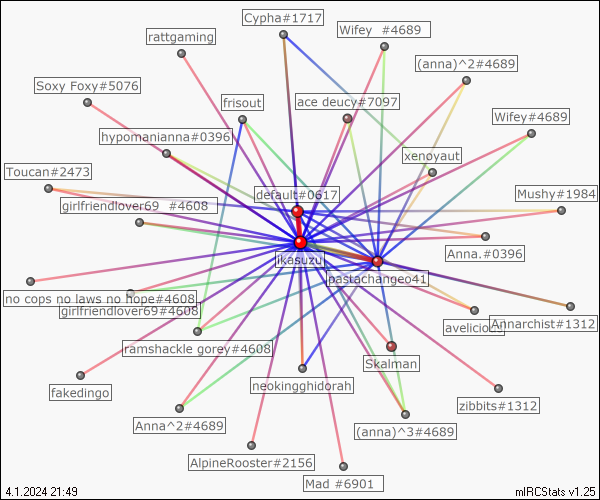 Cypha#1717
Wifey #4689
rattgaming
(anna)^2#4689
Soxy Foxy#5076
frisout
ace deucy#7097
Wifey#4689
hypomanianna#0396
xenoyaut
Toucan#2473
default#0617
Mushy#1984
girlfriendlover69 #4608
Anna.#0396
ikasuzu
pastachangeo41
no cops no laws no hope#4608
girlfriendlover69#4608
avelicious
Annarchist#1312
ramshackle gorey#4608
Skalman
fakedingo
neokingghidorah
zibbits#1312
Anna^2#4689
(anna)^3#4689
AlpineRooster#2156
Mad #6901
4.1.2024 21:49
mIRCStats v1.25